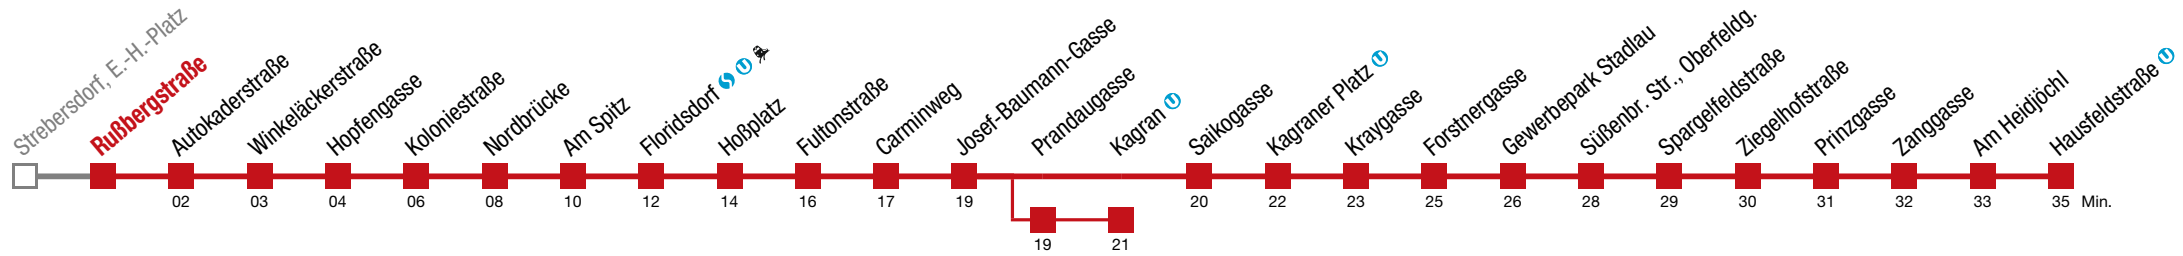 Strebersdorf, E.-H.-Platz
Rußbergstraße
Autokaderstraße
Winkeläckerstraße
Hopfengasse
Koloniestraße
Nordbrücke
Am Spitz
Floridsdorf
Hoßplatz
Fultonstraße
Carminweg
Josef-Baumann-Gasse
Prandaugasse
Kagran U
Saikogasse
Kagraner Platz U
Kraygasse
Forstnergasse
Gewerbepark Stadlau
Süßenbr. Str., Oberfeldg.
Spargelfeldstraße
Ziegelhofstraße
Prinzgasse
Zanggasse
Am Heidjöchl
Hausfeldstraße U
02 03 04 06 08 10 12 14 16 17 19 20 22 23 25 26 28 29 30 31 32 33 35 Min.
19 21